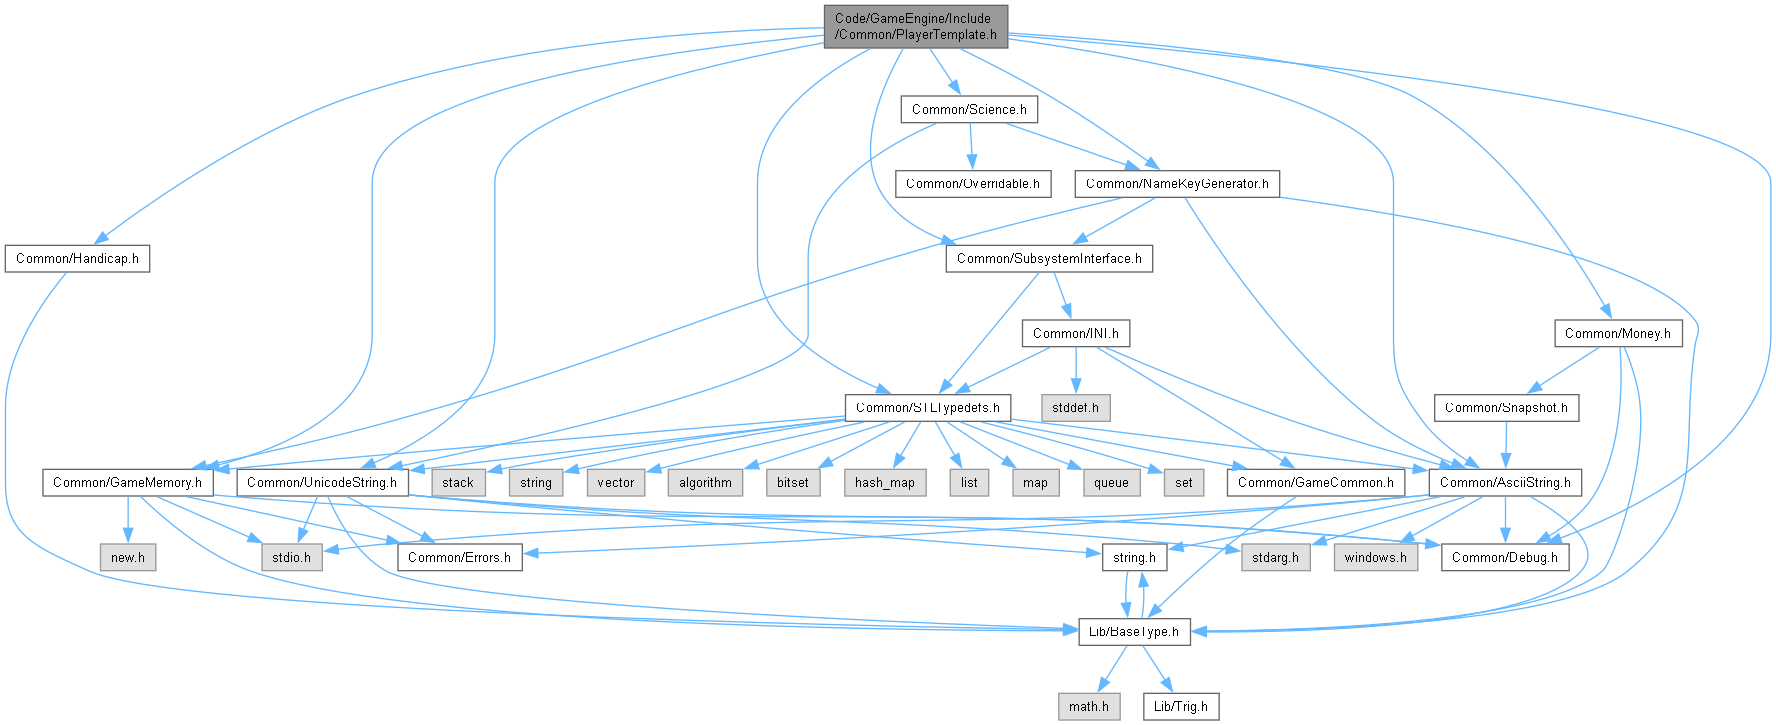 Code/GameEngine/Include
/Common/PlayerTemplate.h
Common/Science.h
Common/Overridable.h
Common/NameKeyGenerator.h
Common/Handicap.h
Common/SubsystemInterface.h
Common/INI.h
Common/Money.h
Common/STLTypedefs.h
stddef.h
Common/Snapshot.h
Common/GameMemory.h
Common/UnicodeString.h
stack
string
vector
algorithm
bitset
hash_map
list
map
queue
set
Common/GameCommon.h
Common/AsciiString.h
new.h
stdio.h
Common/Errors.h
string.h
stdarg.h
windows.h
Common/Debug.h
Lib/BaseType.h
math.h
Lib/Trig.h